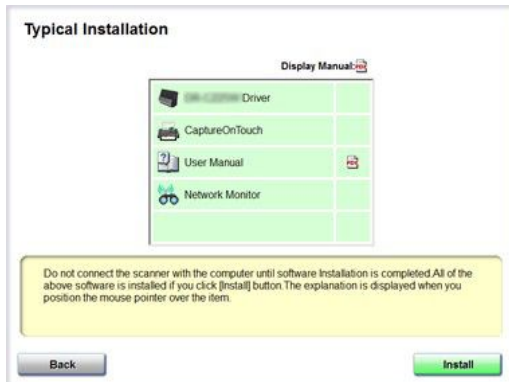 Typical Installation
Display Manual:
Driver
CaptureOnTouch
User Manual
Network Monitor
Do not connect the scanner with the computer until software Installation is completed.All of the
above software is installed if you click [Install] button.The explanation is displayed when you
position the mouse pointer over the item.
Back
Install